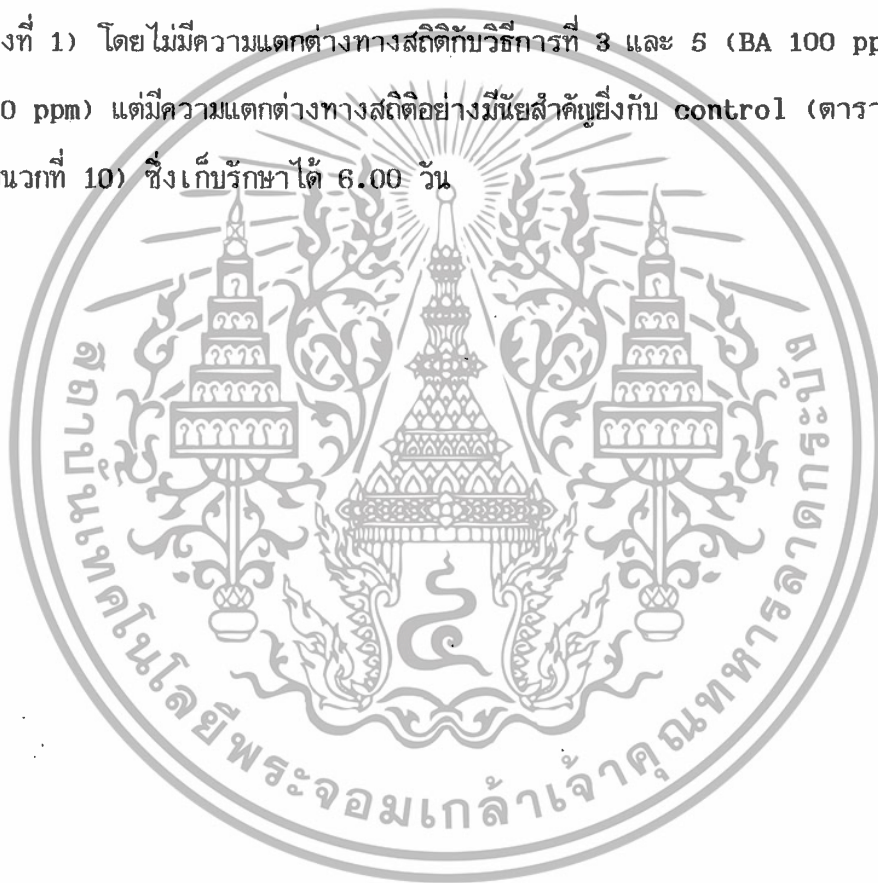 งที่ 1) โดยไม่มีความแตกต่างทางสถิติกับวิธีการที่ 3 และ 5 (BA 100 pp
0 ppm) แต่มีความแตกต่างทางสถิติอย่างมีนัยสำคัญยิ่งกับ control (ตารา
นวกที่ 10) ซึ่งเก็บรักษาได้ 6.00 วัน
สถาบันเทคโนโลยีพระจอมเกล้าเจ้าคุณทหารลาดกระบัง
๔